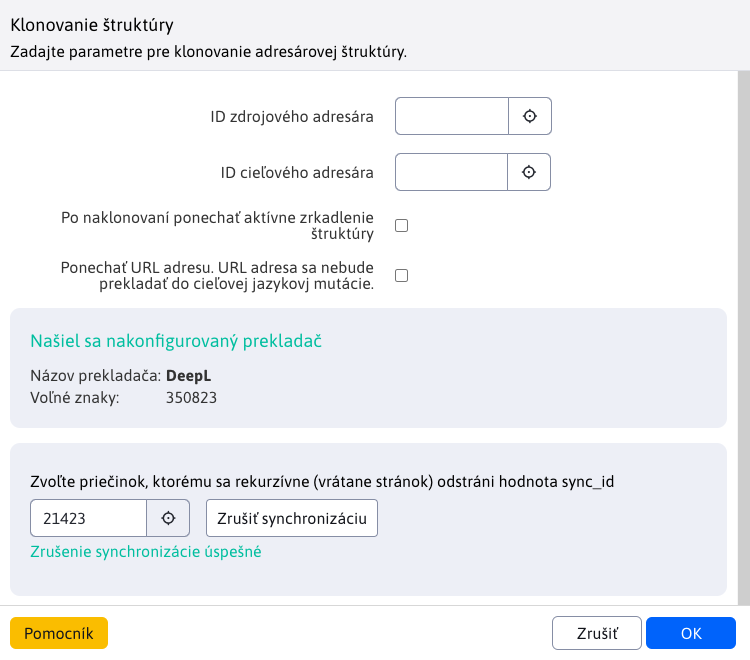 Klonovanie štruktúry
Zadajte parametre pre klonovanie adresárovej štruktúry.
ID zdrojového adresára
ID cieľového adresára
Po naklonovaní ponechať aktívne zrkadlenie
štruktúry
Ponechať URL adresu. URL adresa sa nebude
prekladať do cieľovej jazykovj mutácie.
Našiel sa nakonfigurovaný prekladač
Názov prekladača: DeepL
Voľné znaky: 350823
Zvoľte priečinok, ktorému sa rekurzívne (vrátane stránok) odstráni hodnota sync_id
21423 Zrušiť synchronizáciu
Zrušenie synchronizácie úspešné
Pomocník Zrušiť OK